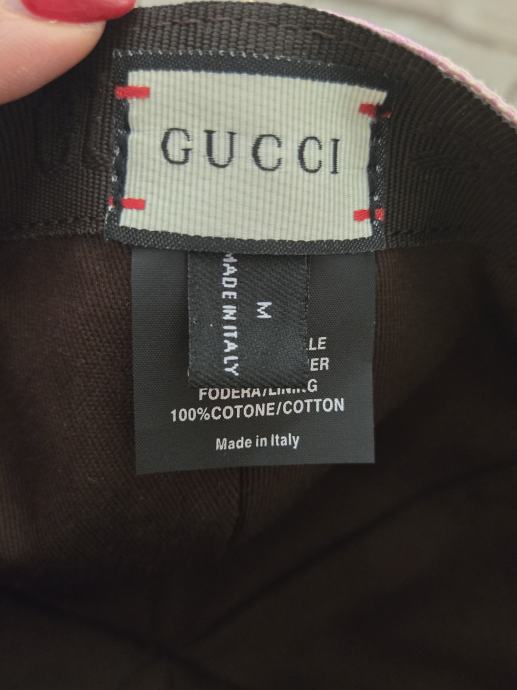 GUCCI
MADE IN ITALY
M
LE
ER
FODERA/LINING
100%COTONE/COTTON
Made in Italy